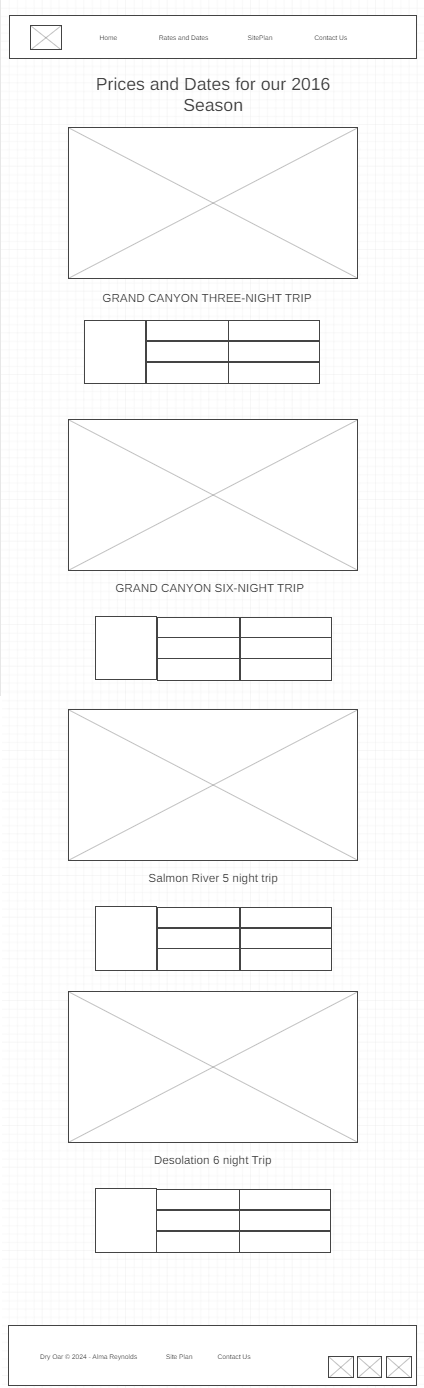 Home Rates and Dates SitePlan Contact Us
Prices and Dates for our 2016
Season
GRAND CANYON THREE-NIGHT TRIP
GRAND CANYON SIX-NIGHT TRIP
Salmon River 5 night trip
Desolation 6 night Trip
Dry Oar © 2024 - Alma Reynolds Site Plan Contact Us